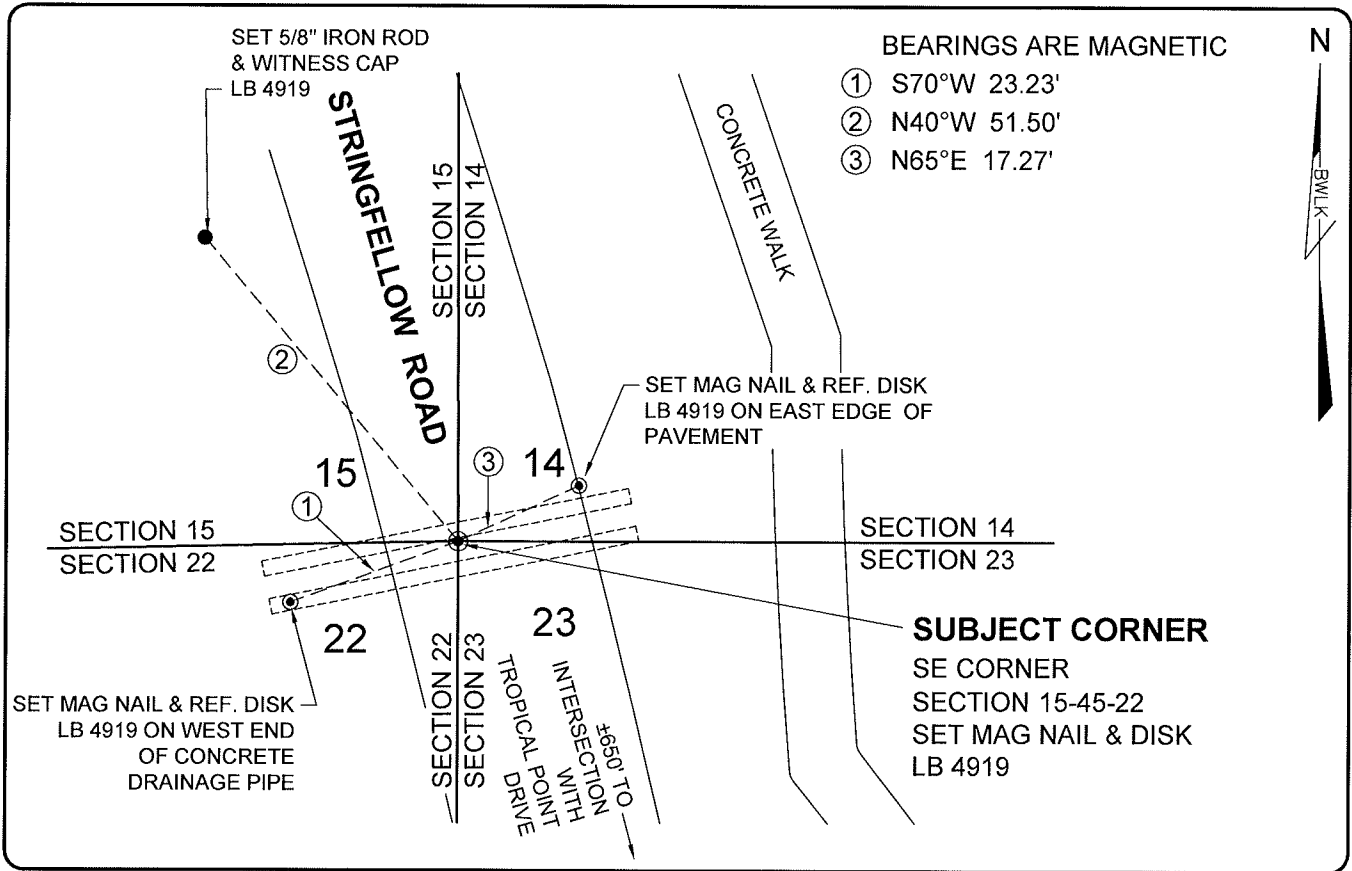 SET 5/8" IRON ROD
& WITNESS CAP
LB 4919
STRINGFELLOW ROAD
SECTION 15
SECTION 14
CONCRETE WALK
BEARINGS ARE MAGNETIC
1 S70°W 23.23'
2 N40°W 51.50'
3 N65°E 17.27'
N
BWLK
2
SET MAG NAIL & REF. DISK
LB 4919 ON EAST EDGE OF
PAVEMENT
15
3
14
1
SECTION 15
SECTION 22
SECTION 14
SECTION 23
22
23
SECTION 22
SECTION 23
SET MAG NAIL & REF. DISK
LB 4919 ON WEST END
OF CONCRETE
DRAINAGE PIPE
±650' TO
INTERSECTION
WITH
TROPICAL POINT
DRIVE
SUBJECT CORNER
SE CORNER
SECTION 15-45-22
SET MAG NAIL & DISK
LB 4919